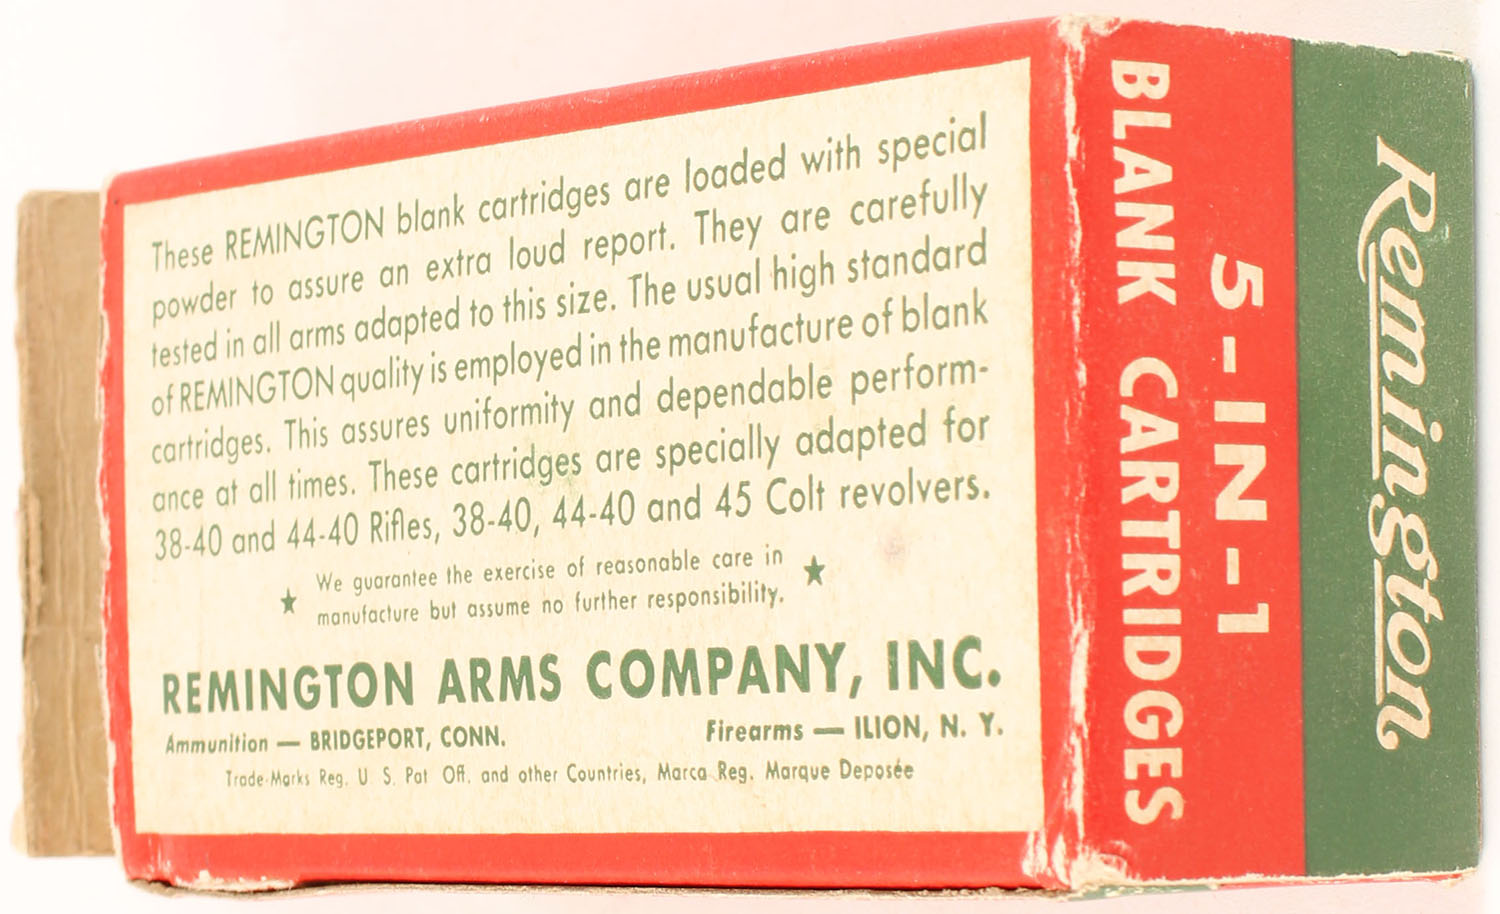 These REMINGTON blank cartridges are loaded with special
powder to assure an extra loud report. They are carefully
tested in all arms adapted to this size. The usual high standard
of REMINGTON quality is employed in the manufacture of blank
cartridges. This assures uniformity and dependable perform-
ance at all times. These cartridges are specially adapted for
38-40 and 44-40 Rifles, 38-40, 44-40 and 45 Colt revolvers.
★ We guarantee the exercise of reasonable care in ★
manufacture but assume no further responsibility.
REMINGTON ARMS COMPANY, INC.
Ammunition — BRIDGEPORT, CONN. Firearms — ILION, N. Y.
Trade-Marks Reg. U S. Pat Off. and other Countries, Marca Reg. Marque Deposée
Remington
5-IN-1
BLANK CARTRIDGES